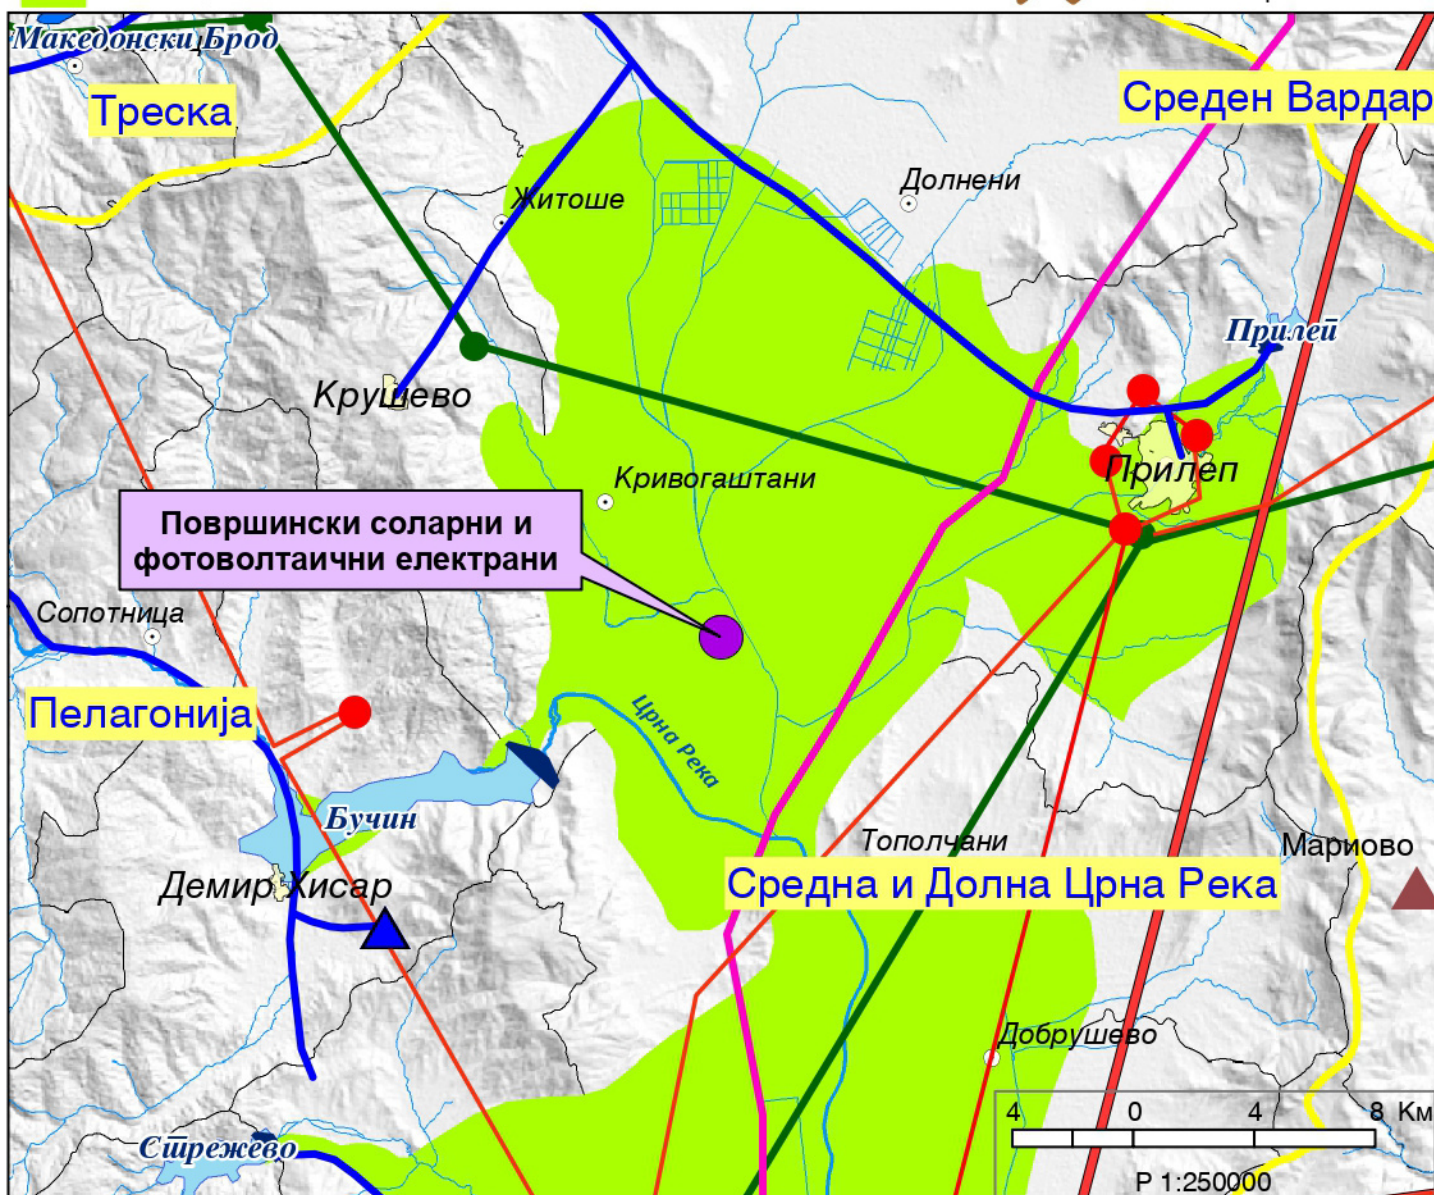 Македонски Брод
Треска
Среден Вардар
Долнени
Житоше
Прилеп
Крушево
Прилеп
Кривогаштани
Површински соларни и
фотоволтаични електрани
Сопотница
Пелагонија
Црна Река
Бучин
Тополчани
Мариово
Демир Хисар
Средна и Долна Црна Река
Добрушево
4 0 4 8 Км
Р 1:250000
Стрежево